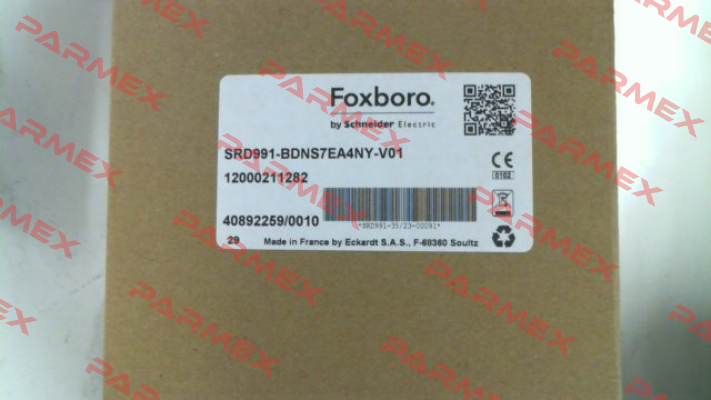 Foxboro.
by Schneider Electric
SRD991-BDNS7EA4NY-V01
12000211282
0102
40892259/0010
*SRD991-35/23-00091*
29 Made in France by Eckardt S.A.S., F-68360 Soultz
PARMEX